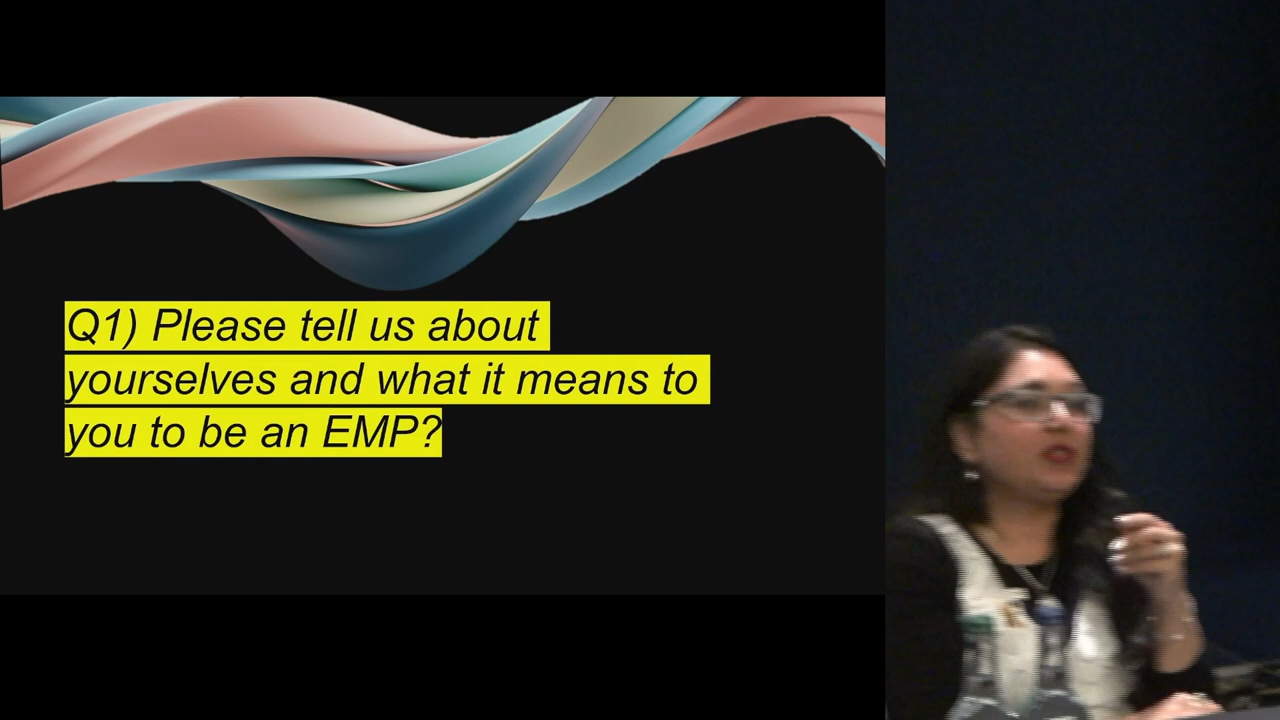 Q1) Please tell us about
yourselves and what it means to
you to be an EMP?